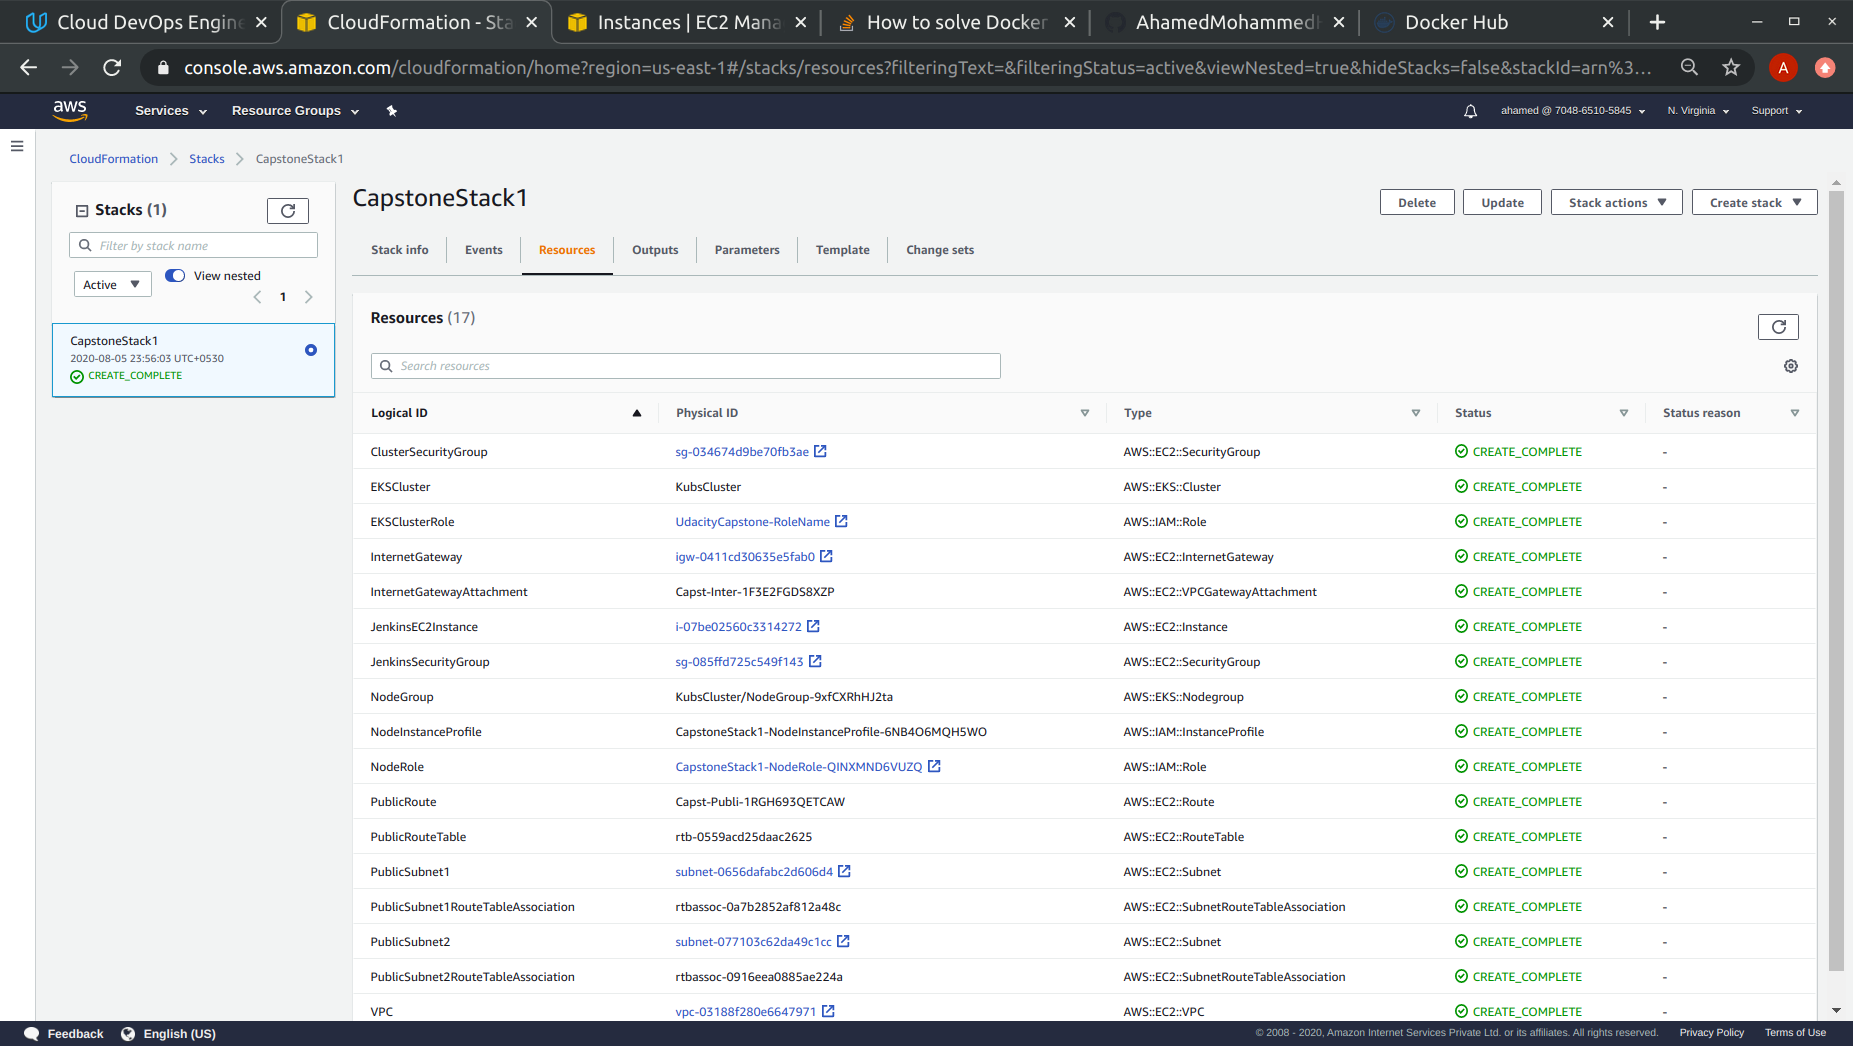 Cloud DevOps Engine
CloudFormation - Sta
Instances | EC2 Mana
How to solve Docker
AhamedMohammed
Docker Hub
console.aws.amazon.com/cloudformation/home?region=us-east-1#/stacks/resources?filteringText=&filteringStatus=active&viewNested=true&hideStacks=false&stackId=arn%3...
A
aws
Services
Resource Groups
ahamed @ 7048-6510-5845
N. Virginia
Support
CloudFormation
Stacks
CapstoneStack1
Stacks (1)
Filter by stack name
Active
View nested
1
CapstoneStack1
2020-08-05 23:56:03 UTC+0530
CREATE_COMPLETE
CapstoneStack1
Delete
Update
Stack actions
Create stack
Stack info
Events
Resources
Outputs
Parameters
Template
Change sets
Resources (17)
Search resources
Logical ID Physical ID Type Status Status reason
ClusterSecurityGroup sg-034674d9be70fb3ae AWS::EC2::SecurityGroup CREATE_COMPLETE -
EKSCluster KubsCluster AWS::EKS::Cluster CREATE_COMPLETE -
EKSClusterRole UdacityCapstone-RoleName AWS::IAM::Role CREATE_COMPLETE -
InternetGateway igw-0411cd30635e5fab0 AWS::EC2::InternetGateway CREATE_COMPLETE -
InternetGatewayAttachment Capst-Inter-1F3E2FGDS8XZP AWS::EC2::VPCGatewayAttachment CREATE_COMPLETE -
JenkinsEC2Instance i-07be02560c3314272 AWS::EC2::Instance CREATE_COMPLETE -
JenkinsSecurityGroup sg-085ffd725c549f143 AWS::EC2::SecurityGroup CREATE_COMPLETE -
NodeGroup KubsCluster/NodeGroup-9xfCXRhHJ2ta AWS::EKS::Nodegroup CREATE_COMPLETE -
NodeInstanceProfile CapstoneStack1-NodeInstanceProfile-6NB4O6MQH5WO AWS::IAM::InstanceProfile CREATE_COMPLETE -
NodeRole CapstoneStack1-NodeRole-QINXMND6VUZQ AWS::IAM::Role CREATE_COMPLETE -
PublicRoute Capst-Publi-1RGH693QETCAW AWS::EC2::Route CREATE_COMPLETE -
PublicRouteTable rtb-0559acd25daac2625 AWS::EC2::RouteTable CREATE_COMPLETE -
PublicSubnet1 subnet-0656dafabc2d606d4 AWS::EC2::Subnet CREATE_COMPLETE -
PublicSubnet1RouteTableAssociation rtbassoc-0a7b2852af812a48c AWS::EC2::SubnetRouteTableAssociation CREATE_COMPLETE -
PublicSubnet2 subnet-077103c62da49c1cc AWS::EC2::Subnet CREATE_COMPLETE -
PublicSubnet2RouteTableAssociation rtbassoc-0916eea0885ae224a AWS::EC2::SubnetRouteTableAssociation CREATE_COMPLETE -
VPC vpc-03188f280e6647971 AWS::EC2::VPC CREATE_COMPLETE -
Feedback
English (US)
© 2008 - 2020, Amazon Internet Services Private Ltd. or its affiliates. All rights reserved.
Privacy Policy
Terms of Use